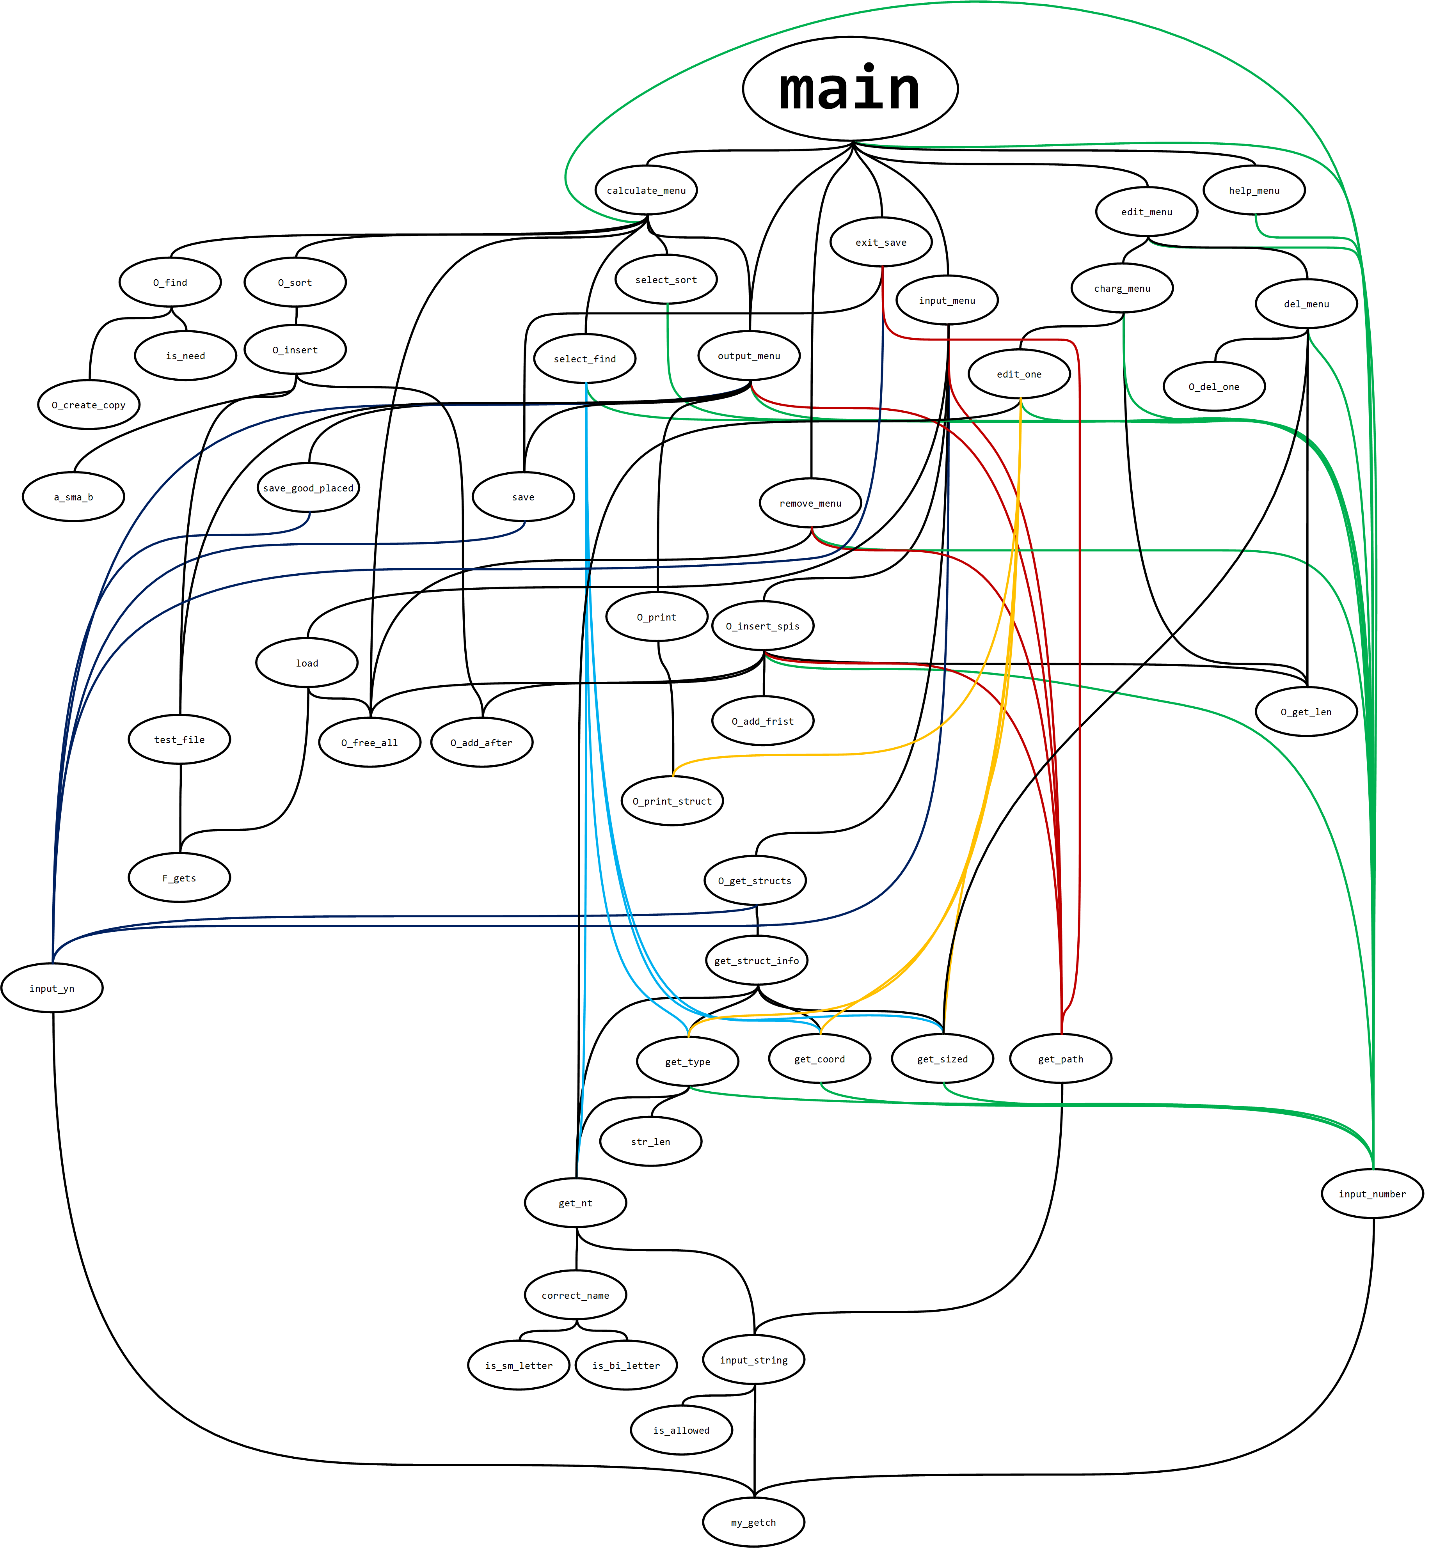 main
calculate_menu
help_menu
edit_menu
exit_save
O_find
O_sort
select_sort
charg_menu
input_menu
del_menu
is_need
O_insert
select_find
output_menu
edit_one
O_del_one
O_create_copy
a_sma_b
save_good_placed
save
remove_menu
O_print
O_insert_spis
load
O_add_frist
O_get_len
test_file
O_free_all
O_add_after
O_print_struct
F_gets
O_get_structs
get_struct_info
input_yn
get_type
get_coord
get_sized
get_path
str_len
get_nt
input_number
correct_name
is_sm_letter
is_bi_letter
input_string
is_allowed
my_getch